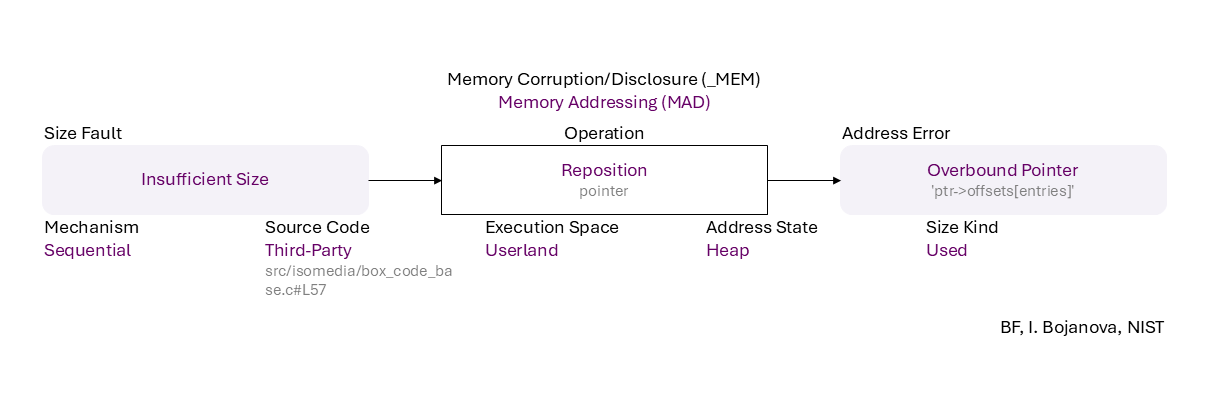 Memory Corruption/Disclosure (_MEM)
Memory Addressing (MAD)
Size Fault
Operation
Address Error
Insufficient Size
Reposition
pointer
Overbound Pointer
'ptr->offsets[entries]'
Mechanism
Sequential
Source Code
Third-Party
src/isomedia/box_code_ba
se.c#L57
Execution Space
Userland
Address State
Heap
Size Kind
Used
BF, I. Bojanova, NIST